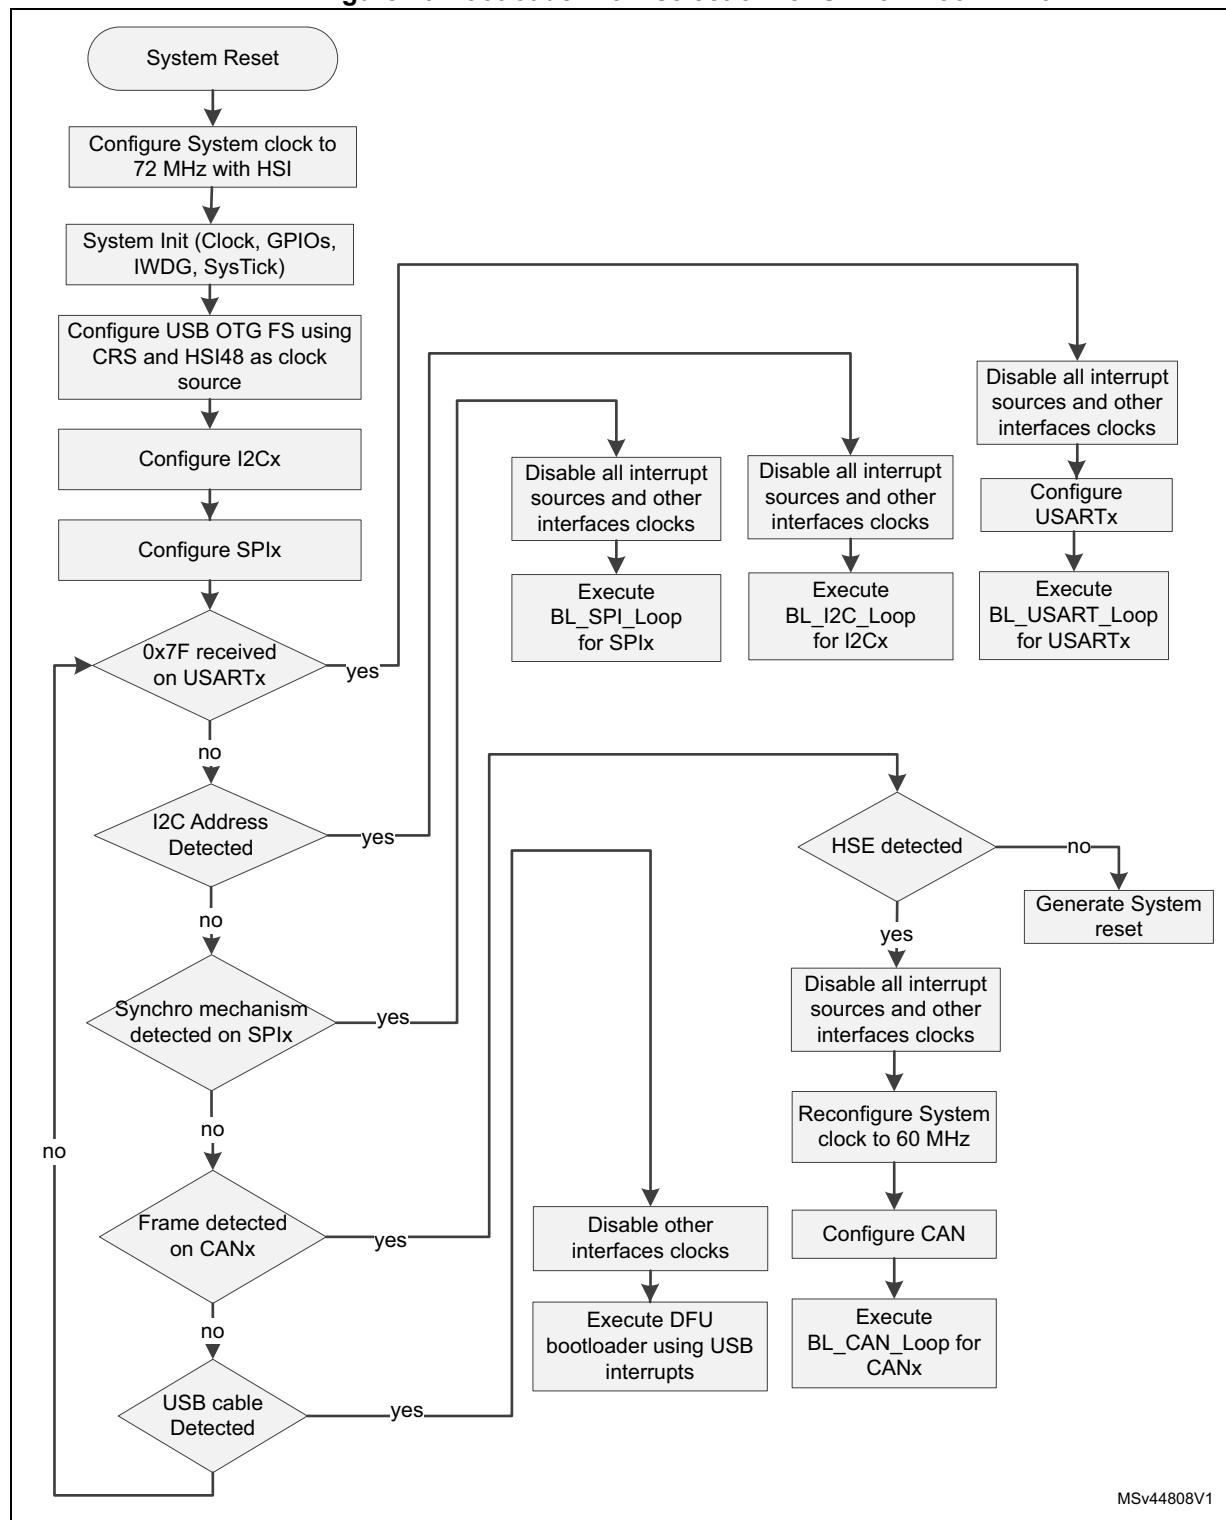 System Reset
Configure System clock to
72 MHz with HSI
System Init (Clock, GPIOs,
IWDG, SysTick)
Configure USB OTG FS using
CRS and HSI48 as clock
source
Configure I2Cx
Configure SPIx
0x7F received
on USARTx
yes
no
I2C Address
Detected
yes
no
Synchro mechanism
detected on SPIx
yes
no
Frame detected
on CANx
yes
no
USB cable
Detected
yes
no
Disable all interrupt
sources and other
interfaces clocks
Execute
BL_SPI_Loop
for SPIx
Disable all interrupt
sources and other
interfaces clocks
Execute
BL_I2C_Loop
for I2Cx
Disable all interrupt
sources and other
interfaces clocks
Configure
USARTx
Execute
BL_USART_Loop
for USARTx
HSE detected
no
Generate System
reset
yes
Disable all interrupt
sources and other
interfaces clocks
Reconfigure System
clock to 60 MHz
Configure CAN
Execute
BL_CAN_Loop for
CANx
Disable other
interfaces clocks
Execute DFU
bootloader using USB
interrupts
MSv44808V1